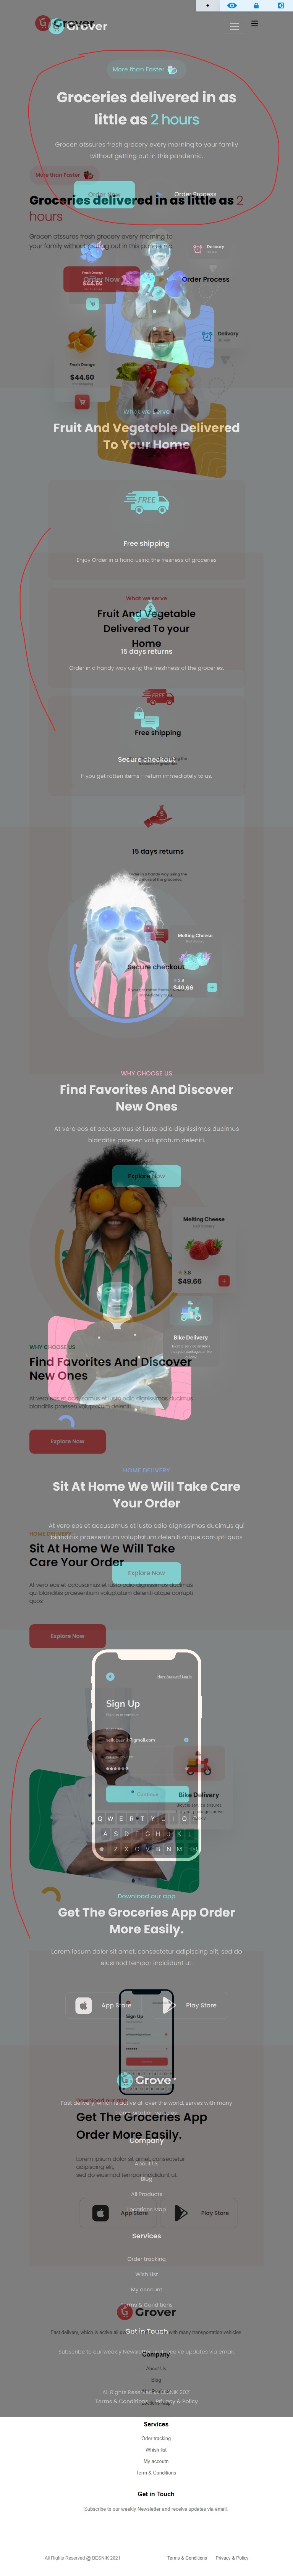 Grover
Grover
More than Faster
Groceries delivered in as
little as 2 hours
Grocen assures fresh grocery every morning to your family
without getting out in this pandemic.
More than Faster
Order Now
Order Process
Groceries delivered in as little as 2
hours
Grocen assures fresh grocery every morning to
your family without getting out in this pandemic.
Order Now
Order Process
Delivery
Fresh Orange
$44.60
Delivery
Fresh Orange
$44.60
What we serve
Fruit And Vegetable Delivered
To Your Home
FREE
Free shipping
Enjoy Order in a hand using the freshness of groceries.
What we serve
Fruit And Vegetable
Delivered To your
Home
15 days returns
Order in a handy way using the freshness of the groceries.
FREE
Free shipping
Secure checkout
If you get rotten items - return immediately to us.
15 days returns
Melting Cheese
3.8
$49.66
Secure checkout
WHY CHOOSE US
Find Favorites And Discover
New Ones
At vero eos et accusamus et iusto odio dignissimos ducimus
blanditiis praesen voluptatum deleniti.
Explore Now
Melting Cheese
3.8
$49.66
Bike Delivery
WHY CHOOSE US
Find Favorites And Discover
New Ones
At vero eos et accusamus et iusto odio dignissimos ducimus
blanditiis praesentium voluptatum deleniti.
Explore Now
HOME DELIVERY
Sit At Home We Will Take Care
Your Order
At vero eos et accusamus et iusto odio dignissimos ducimus qui
blanditiis praesentium voluptatum deleniti atque corrupti quos
HOME DELIVERY
Sit At Home We Will Take
Care Your Order
Explore Now
At vero eos et accusamus et iusto odio dignissimos ducimus
qui blanditiis praesentium voluptatum deleniti atque corrupti
quos
Explore Now
Sign Up
Continue
Q W E R T Y U I O P
A S D F G H J K L
Z X C V B N M
Bike Delivery
Download our app
Get The Groceries App Order
More Easily.
Lorem ipsum dolor sit amet, consectetur adipiscing elit, sed do
eiusmod tempor incididunt ut.
App Store
Play Store
Sign Up
Grover
Fast delivery, which is active all over the world, serves with many
Download our app
Get The Groceries App
Order More Easily.
Company
Lorem ipsum dolor sit amet, consectetur
adipiscing elit,
sed do eiusmod tempor incididunt ut.
About Us
Blog
All Products
Locations Map
App Store
Play Store
Services
Order tracking
Wish List
My account
Terms & Conditions
Grover
Get in Touch
Fast delivery, which is active all over the world, serves with many transportation vehicles.
Subscribe to our weekly Newsletter and receive updates via email.
Company
About Us
Blog
All Rights Reserved
2021
Terms & Conditions
Privacy & Policy
Services
Oder tracking
Whish list
My accoutn
Term & Conditions
Get in Touch
Subscribe to our weekly Newsletter and receive updates via email.
All Rights Reserved @ BESNIK 2021
Terms & Conditions
Privacy & Policy